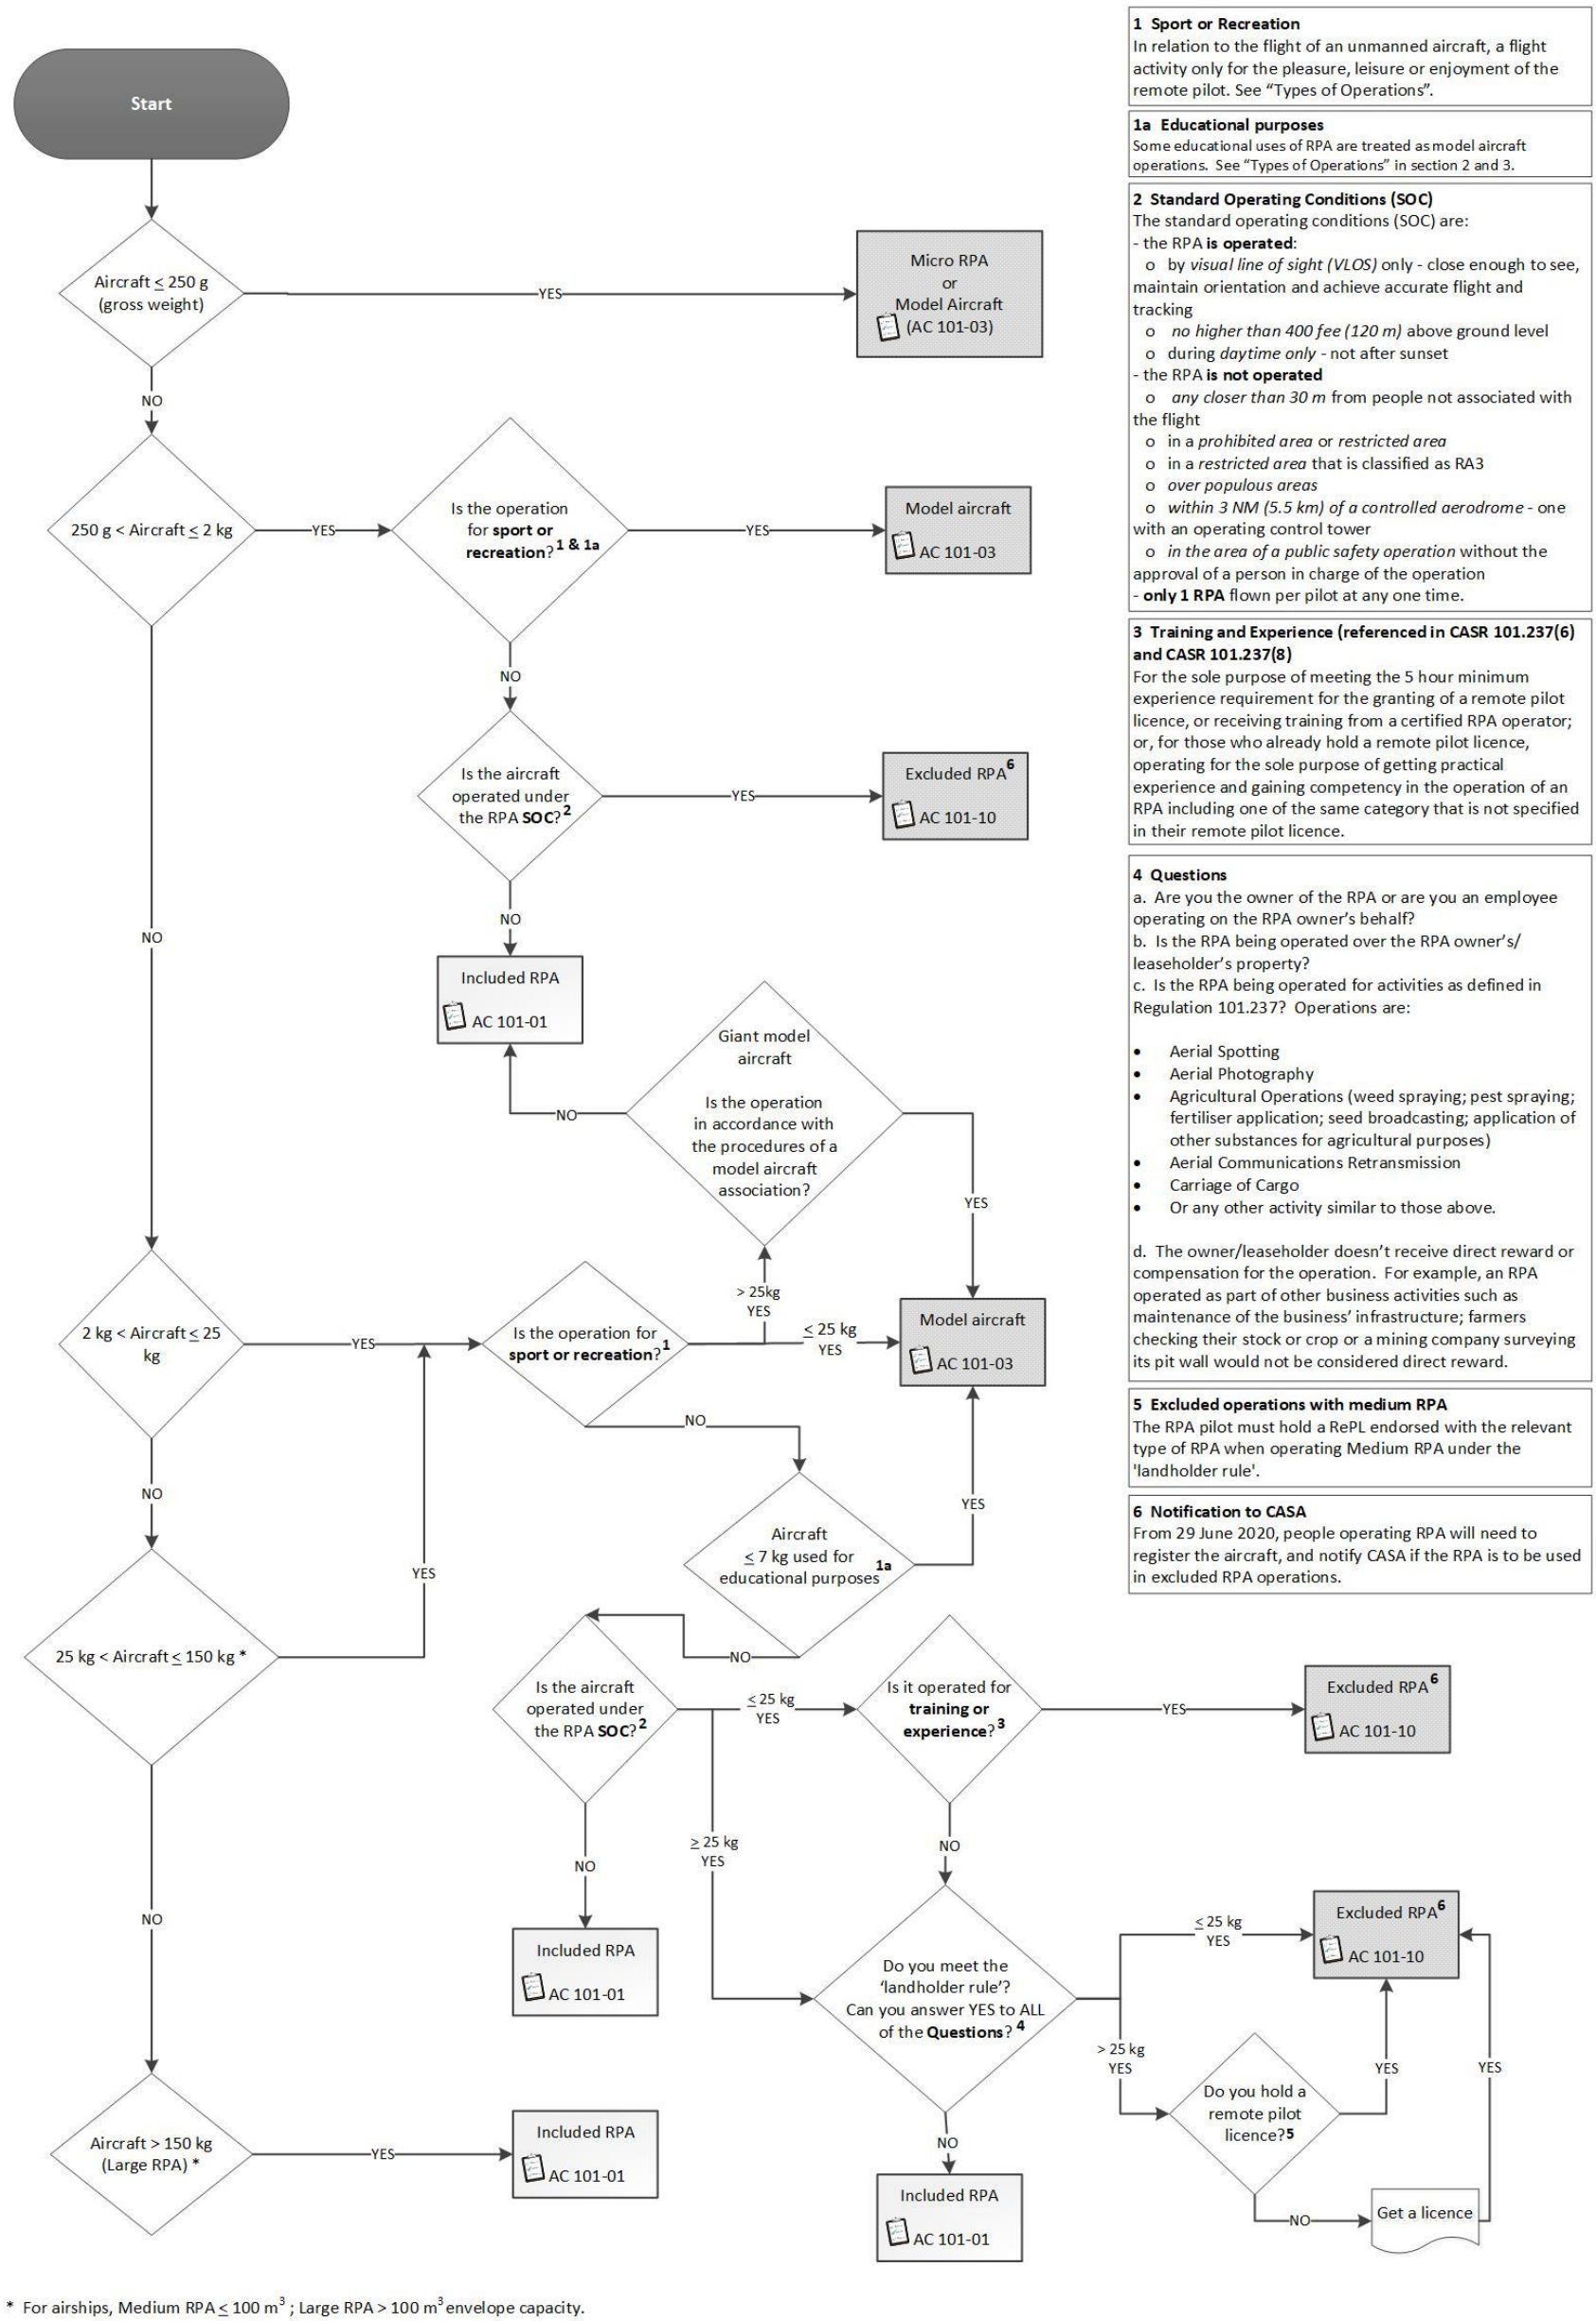 Start
Aircraft ≤ 250 g
(gross weight)
YES
Micro RPA
or
Model Aircraft
(AC 101-03)
NO
250 g < Aircraft ≤ 2 kg
YES
Is the operation
for sport or
recreation? 1 & 1a
YES
Model aircraft
AC 101-03
NO
Is the aircraft
operated under
the RPA SOC? 2
YES
Excluded RPA 6
AC 101-10
NO
Included RPA
AC 101-01
NO
Giant model
aircraft
Is the operation
in accordance with
the procedures of a
model aircraft
association?
NO
YES
2 kg < Aircraft ≤ 25
kg
YES
Is the operation for
sport or recreation? 1
> 25kg
YES
≤ 25 kg
YES
Model aircraft
AC 101-03
NO
NO
Aircraft
≤ 7 kg used for
educational purposes 1a
YES
NO
YES
25 kg < Aircraft ≤ 150 kg *
Is the aircraft
operated under
the RPA SOC? 2
≤ 25 kg
YES
Is it operated for
training or
experience? 3
YES
Excluded RPA 6
AC 101-10
≥ 25 kg
YES
NO
NO
NO
Included RPA
AC 101-01
Do you meet the
‘landholder rule’?
Can you answer YES to ALL
of the Questions? 4
≤ 25 kg
YES
Excluded RPA 6
AC 101-10
> 25 kg
YES
Do you hold a
remote pilot
licence? 5
YES
YES
NO
Get a licence
NO
Included RPA
AC 101-01
Aircraft > 150 kg
(Large RPA) *
YES
Included RPA
AC 101-01
* For airships, Medium RPA ≤ 100 m3 ; Large RPA > 100 m3 envelope capacity.
1 Sport or Recreation
In relation to the flight of an unmanned aircraft, a flight
activity only for the pleasure, leisure or enjoyment of the
remote pilot. See “Types of Operations”.
1a Educational purposes
Some educational uses of RPA are treated as model aircraft
operations. See “Types of Operations” in section 2 and 3.
2 Standard Operating Conditions (SOC)
The standard operating conditions (SOC) are:
- the RPA is operated:
o by visual line of sight (VLOS) only - close enough to see,
maintain orientation and achieve accurate flight and
tracking
o no higher than 400 fee (120 m) above ground level
o during daytime only - not after sunset
- the RPA is not operated
o any closer than 30 m from people not associated with
the flight
o in a prohibited area or restricted area
o in a restricted area that is classified as RA3
o over populous areas
o within 3 NM (5.5 km) of a controlled aerodrome - one
with an operating control tower
o in the area of a public safety operation without the
approval of a person in charge of the operation
- only 1 RPA flown per pilot at any one time.
3 Training and Experience (referenced in CASR 101.237(6)
and CASR 101.237(8)
For the sole purpose of meeting the 5 hour minimum
experience requirement for the granting of a remote pilot
licence, or receiving training from a certified RPA operator;
or, for those who already hold a remote pilot licence,
operating for the sole purpose of getting practical
experience and gaining competency in the operation of an
RPA including one of the same category that is not specified
in their remote pilot licence.
4 Questions
a. Are you the owner of the RPA or are you an employee
operating on the RPA owner’s behalf?
b. Is the RPA being operated over the RPA owner’s/
leaseholder’s property?
c. Is the RPA being operated for activities as defined in
Regulation 101.237? Operations are:
• Aerial Spotting
• Aerial Photography
• Agricultural Operations (weed spraying; pest spraying;
fertiliser application; seed broadcasting; application of
other substances for agricultural purposes)
• Aerial Communications Retransmission
• Carriage of Cargo
• Or any other activity similar to those above.
d. The owner/leaseholder doesn’t receive direct reward or
compensation for the operation. For example, an RPA
operated as part of other business activities such as
maintenance of the business’ infrastructure; farmers
checking their stock or crop or a mining company surveying
its pit wall would not be considered direct reward.
5 Excluded operations with medium RPA
The RPA pilot must hold a RePL endorsed with the relevant
type of RPA when operating Medium RPA under the
'landholder rule'.
6 Notification to CASA
From 29 June 2020, people operating RPA will need to
register the aircraft, and notify CASA if the RPA is to be used
in excluded RPA operations.